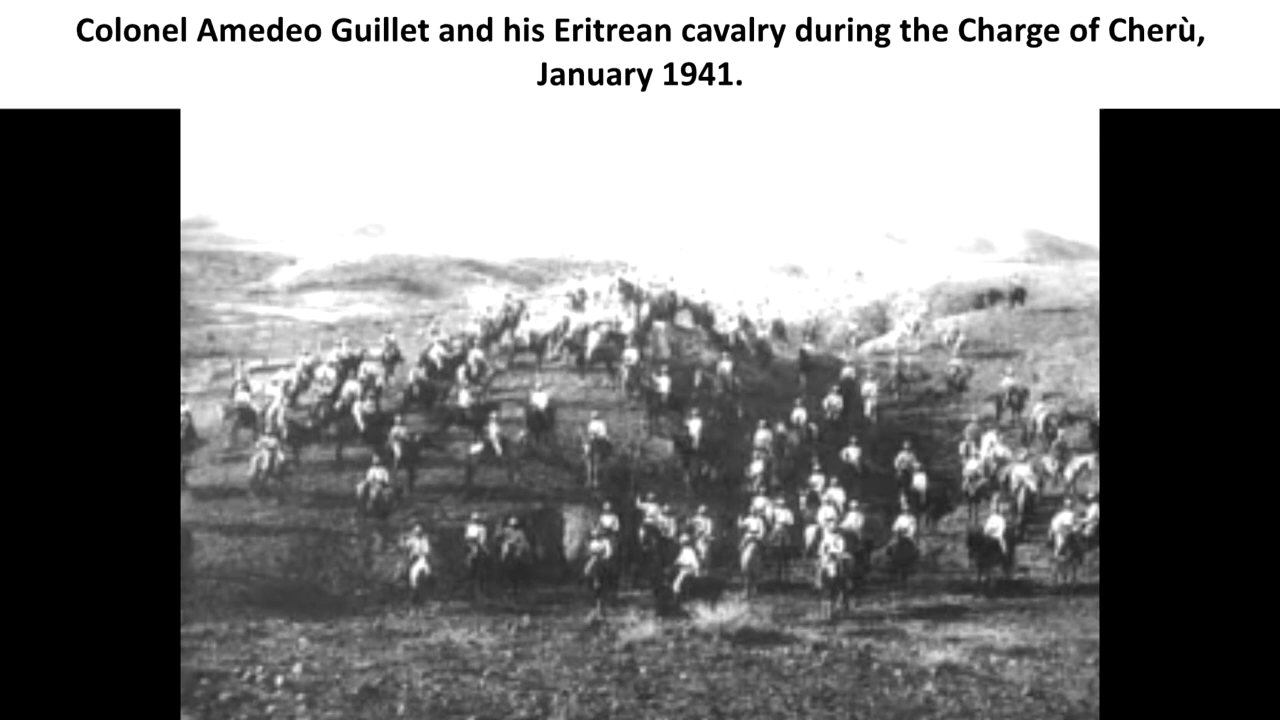 Colonel Amedeo Guillet and his Eritrean cavalry during the Charge of Cherù,
January 1941.